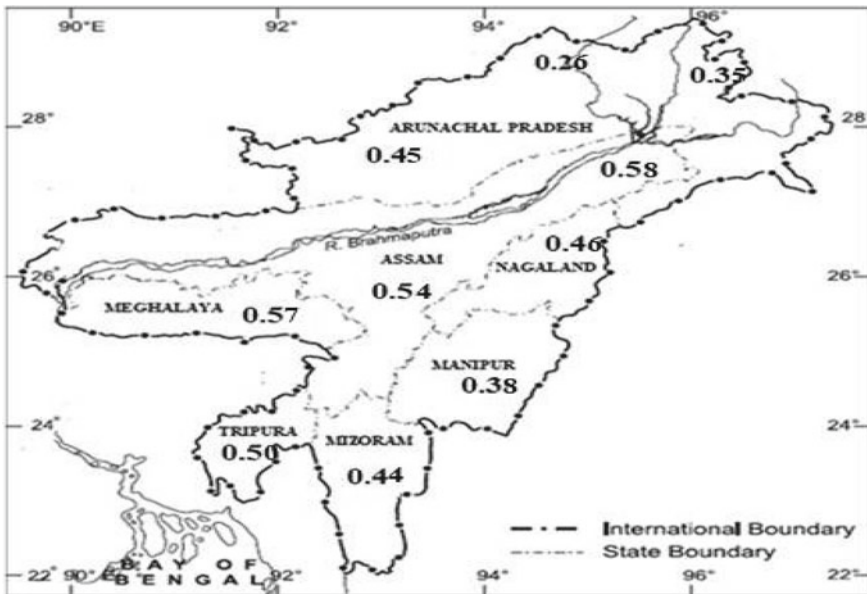 90°E 92° 94° 96°
0.26
0.35
28° 28
ARUNACHAL PRADESH
0.45
0.58
R. Brahmaputra
0.46
ASSAM
NAGALAND
26° 26°
0.54
MEGHALAYA
0.57
MANIPUR
0.38
24° 24°
TRIPURA
MIZORAM
0.50
0.44
International Boundary
State Boundary
BAY OF
BENGAL
22° 90° 92° 94° 96° 22°